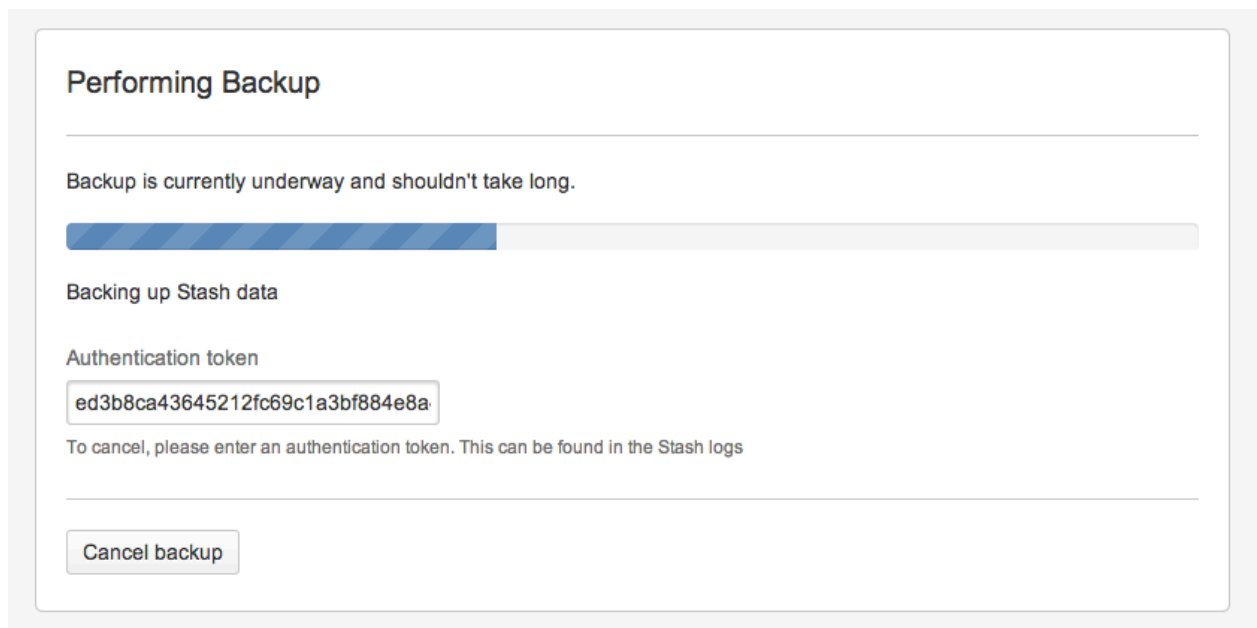 Performing Backup
Backup is currently underway and shouldn't take long.
Backing up Stash data
Authentication token
ed3b8ca43645212fc69c1a3bf884e8a
To cancel, please enter an authentication token. This can be found in the Stash logs
Cancel backup